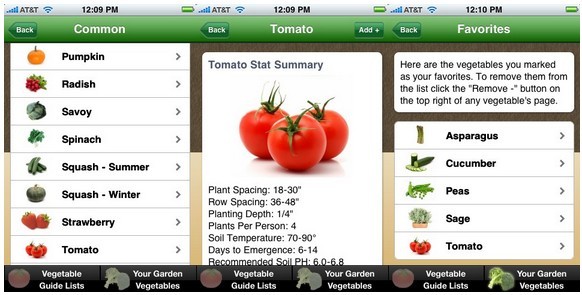 AT&T 12:09 PM
Back Common
Pumpkin
Radish
Savoy
Spinach
Squash - Summer
Squash - Winter
Strawberry
Tomato
Vegetable
Guide Lists
Your Garden
Vegetables
AT&T 12:09 PM
Back Tomato Add +
Tomato Stat Summary
Plant Spacing: 18-30"
Row Spacing: 36-48"
Planting Depth: 1/4"
Plants Per Person: 4
Soil Temperature: 70-90°
Days to Emergence: 6-14
Recommended Soil PH: 6.0-6.8
Vegetable
Guide Lists
Your Garden
Vegetables
AT&T 12:10 PM
Back Favorites
Here are the vegetables you marked
as your favorites. To remove them from
the list click the "Remove -" button on
the top right of any vegetable's page.
Asparagus
Cucumber
Peas
Sage
Tomato
Vegetable
Guide Lists
Your Garden
Vegetables